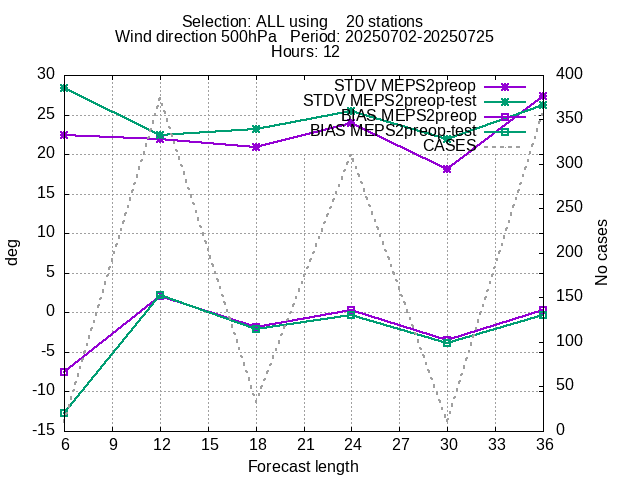 Selection: ALL using 20 stations
Wind direction 500hPa Period: 20250702-20250725
Hours: 12
STDV MEPS2preop
STDV MEPS2preop-test
BIAS MEPS2preop
BIAS MEPS2preop-test
CASES
30
25
20
15
10
5
0
-5
-10
-15
deg
400
350
300
250
200
150
100
50
0
No cases
6 9 12 15 18 21 24 27 30 33 36
Forecast length